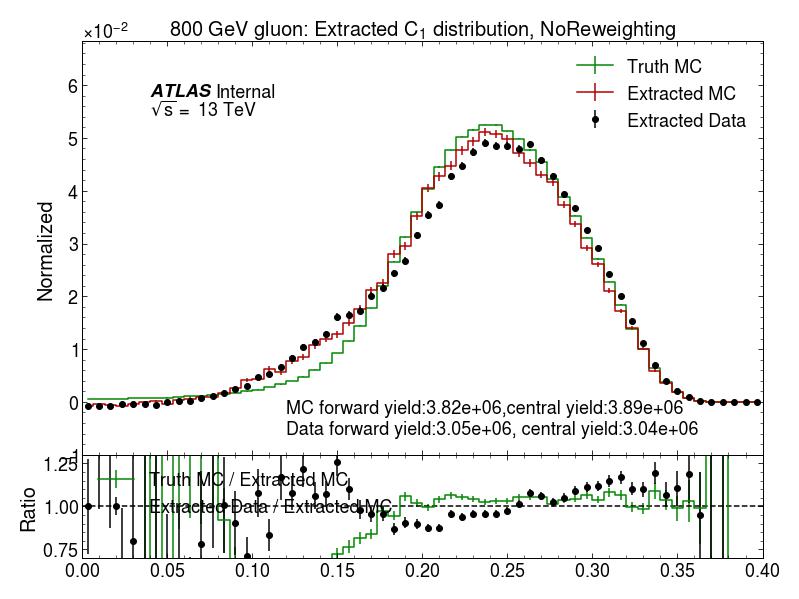 ×10⁻² 800 GeV gluon: Extracted C₁ distribution, NoReweighting
ATLAS Internal
√s = 13 TeV
Truth MC
Extracted MC
Extracted Data
Normalized
6
5
4
3
2
1
0
MC forward yield:3.82e+06,central yield:3.89e+06
Data forward yield:3.05e+06, central yield:3.04e+06
Ratio
1.25
1.00
0.75
Truth MC / Extracted MC
Extracted Data / Extracted MC
0.00 0.05 0.10 0.15 0.20 0.25 0.30 0.35 0.40